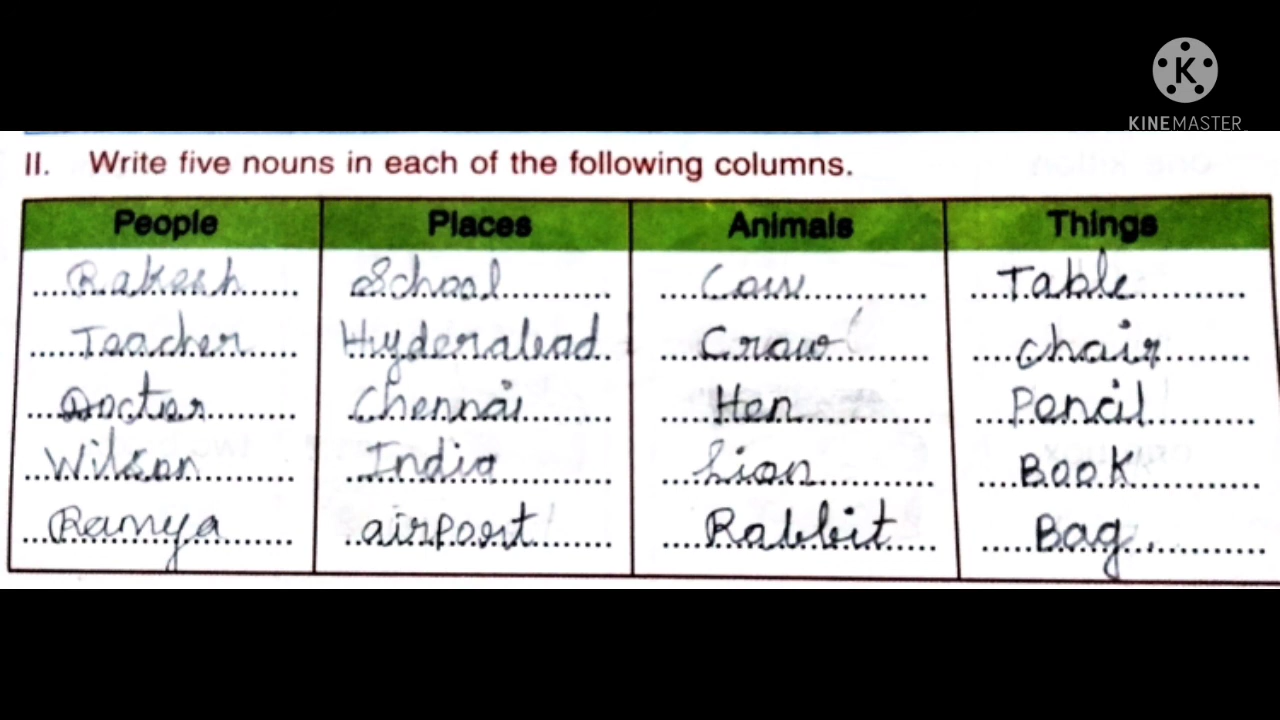 KINEMASTER
II. Write five nouns in each of the following columns.
People Places Animals Things
Rakesh School Cow Table
Teacher Hyderabad Crow chair
Doctor Chennai Hen Pencil
Wilson India Lion Book
Ramya airport Rabbit Bag